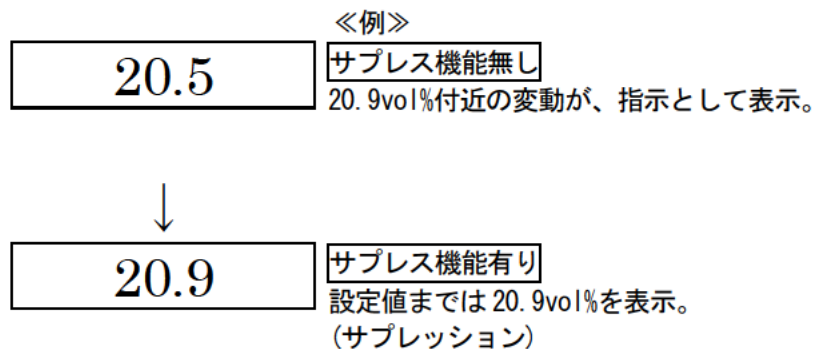 ≪例≫
20.5
サプレス機能無し
20.9vol%付近の変動が、指示として表示。
↓
20.9
サプレス機能有り
設定値までは20.9vol%を表示。
(サプレッション)